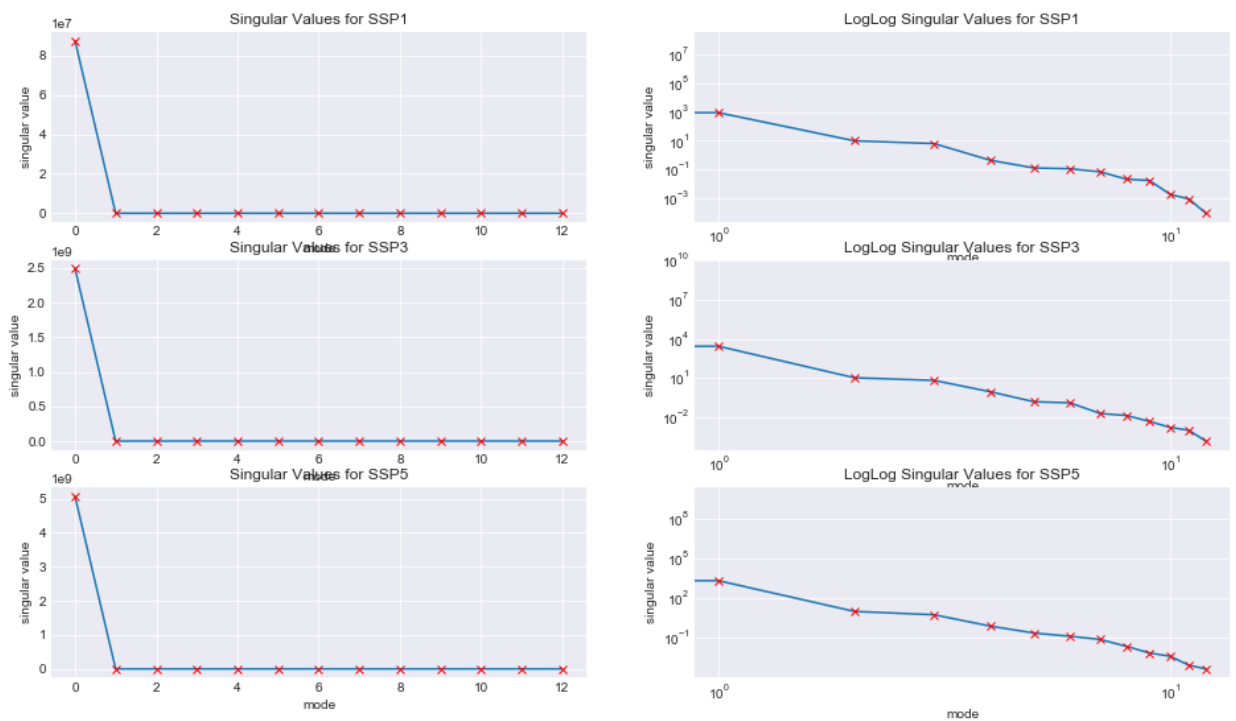 Singular Values for SSP1
1e7
singular value
8
6
4
2
0
0 2 4 6 8 10 12
mode
LogLog Singular Values for SSP1
singular value
10^7
10^5
10^3
10^1
10^-1
10^-3
10^0 10^1
mode
Singular Values for SSP3
1e9
singular value
2.5
2.0
1.5
1.0
0.5
0.0
0 2 4 6 8 10 12
mode
LogLog Singular Values for SSP3
singular value
10^10
10^7
10^4
10^1
10^-2
10^0 10^1
mode
Singular Values for SSP5
1e9
singular value
5
4
3
2
1
0
0 2 4 6 8 10 12
mode
LogLog Singular Values for SSP5
singular value
10^8
10^5
10^2
10^-1
10^0 10^1
mode